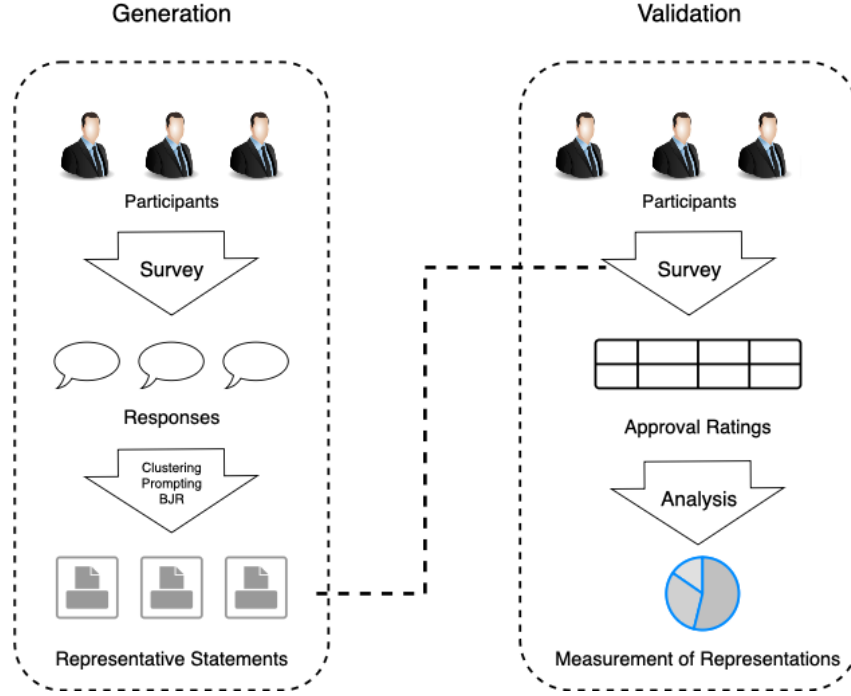 Generation
Participants
Survey
Responses
Clustering
Prompting
BJR
Representative Statements
Validation
Participants
Survey
Approval Ratings
Analysis
Measurement of Representations